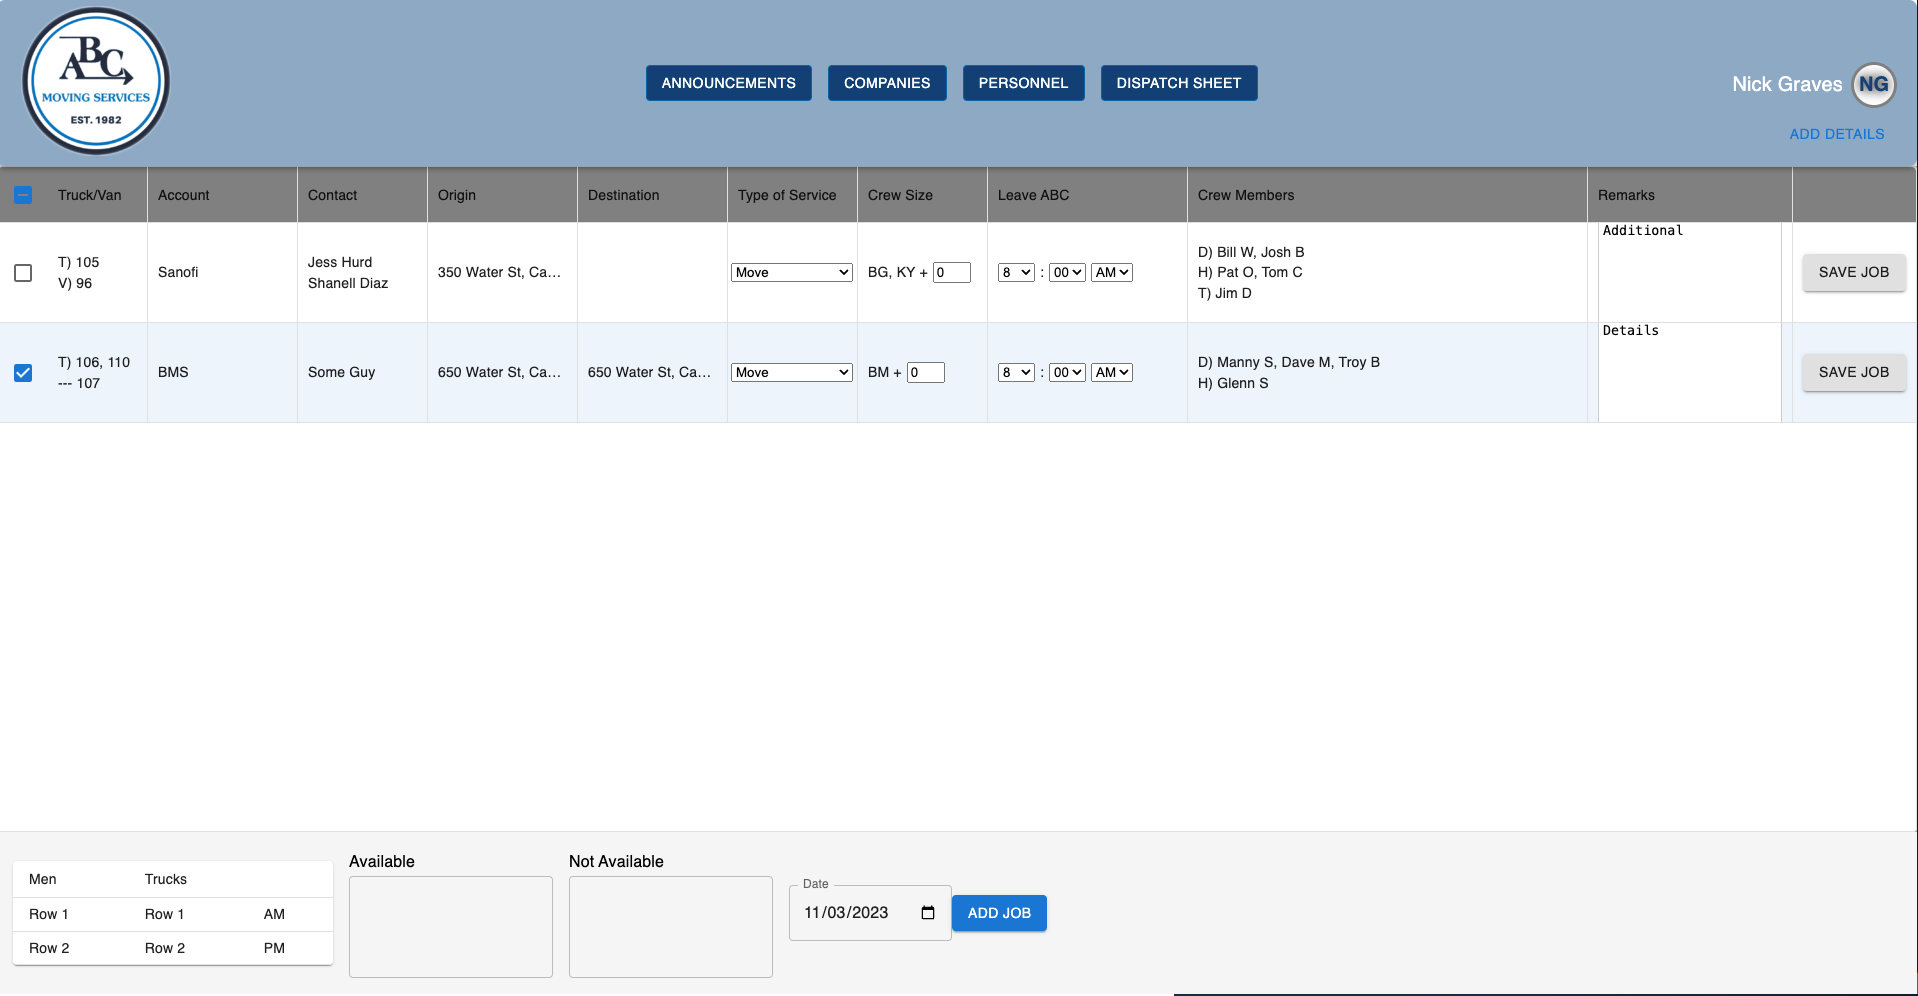 ABC
MOVING SERVICES
EST. 1982
ANNOUNCEMENTS
COMPANIES
PERSONNEL
DISPATCH SHEET
Nick Graves
NG
ADD DETAILS
Truck/Van
Account
Contact
Origin
Destination
Type of Service
Crew Size
Leave ABC
Crew Members
Remarks
T) 105
V) 96
Sanofi
Jess Hurd
Shanell Diaz
350 Water St, Ca...
Move
BG, KY + 0
8 : 00 AM
D) Bill W, Josh B
H) Pat O, Tom C
T) Jim D
Additional
SAVE JOB
T) 106, 110
--- 107
BMS
Some Guy
650 Water St, Ca...
650 Water St, Ca...
Move
BM + 0
8 : 00 AM
D) Manny S, Dave M, Troy B
H) Glenn S
Details
SAVE JOB
Men Trucks
Row 1 Row 1 AM
Row 2 Row 2 PM
Available
Not Available
Date
11/03/2023
ADD JOB